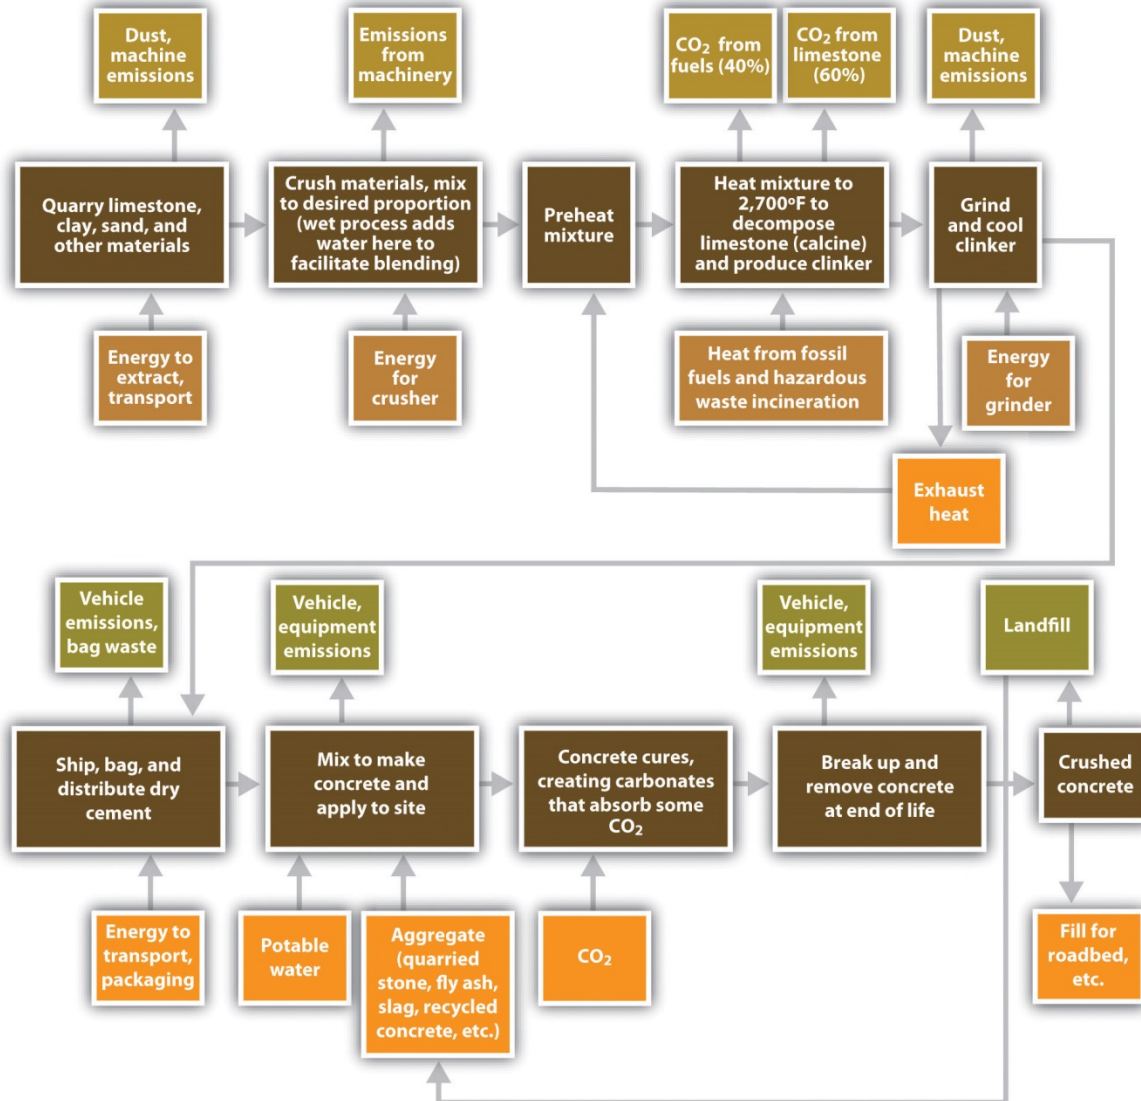 Dust,
machine
emissions
Emissions
from
machinery
CO₂ from
fuels (40%)
CO₂ from
limestone
(60%)
Dust,
machine
emissions
Quarry limestone,
clay, sand, and
other materials
Crush materials, mix
to desired proportion
(wet process adds
water here to
facilitate blending)
Preheat
mixture
Heat mixture to
2,700ºF to
decompose
limestone (calcine)
and produce clinker
Grind
and cool
clinker
Energy to
extract,
transport
Energy
for
crusher
Heat from fossil
fuels and hazardous
waste incineration
Energy
for
grinder
Exhaust
heat
Vehicle
emissions,
bag waste
Vehicle,
equipment
emissions
Vehicle,
equipment
emissions
Landfill
Ship, bag, and
distribute dry
cement
Mix to make
concrete and
apply to site
Concrete cures,
creating carbonates
that absorb some
CO₂
Break up and
remove concrete
at end of life
Crushed
concrete
Energy to
transport,
packaging
Potable
water
Aggregate
(quarried
stone, fly ash,
slag, recycled
concrete, etc.)
CO₂
Fill for
roadbed,
etc.